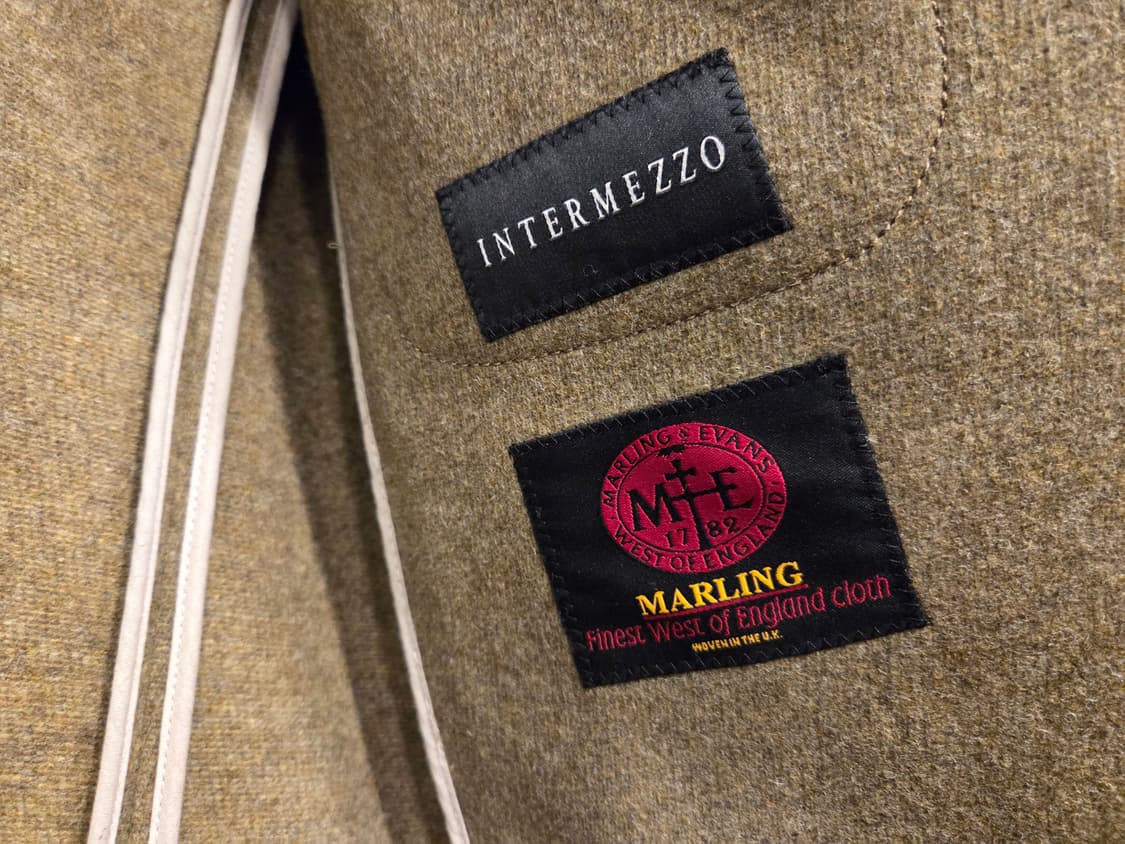 INTERMEZZO
MARLING & EVANS
M E
17 82
WEST OF ENGLAND
MARLING
Finest West of England cloth
WOVEN IN THE U.K.